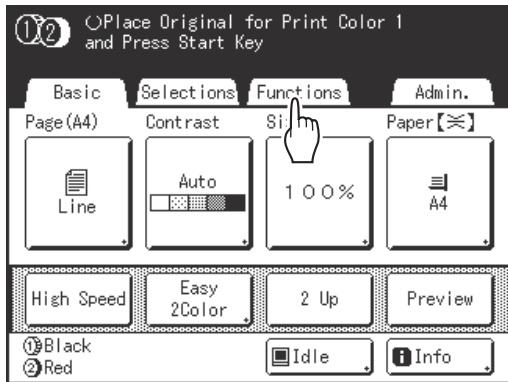 ①② Place Original for Print Color 1
and Press Start Key
Basic Selections Functions Admin.
Page(A4) Contrast Si Paper【】
Line Auto 100% A4
High Speed Easy 2Color 2 Up Preview
①Black Idle Info
②Red